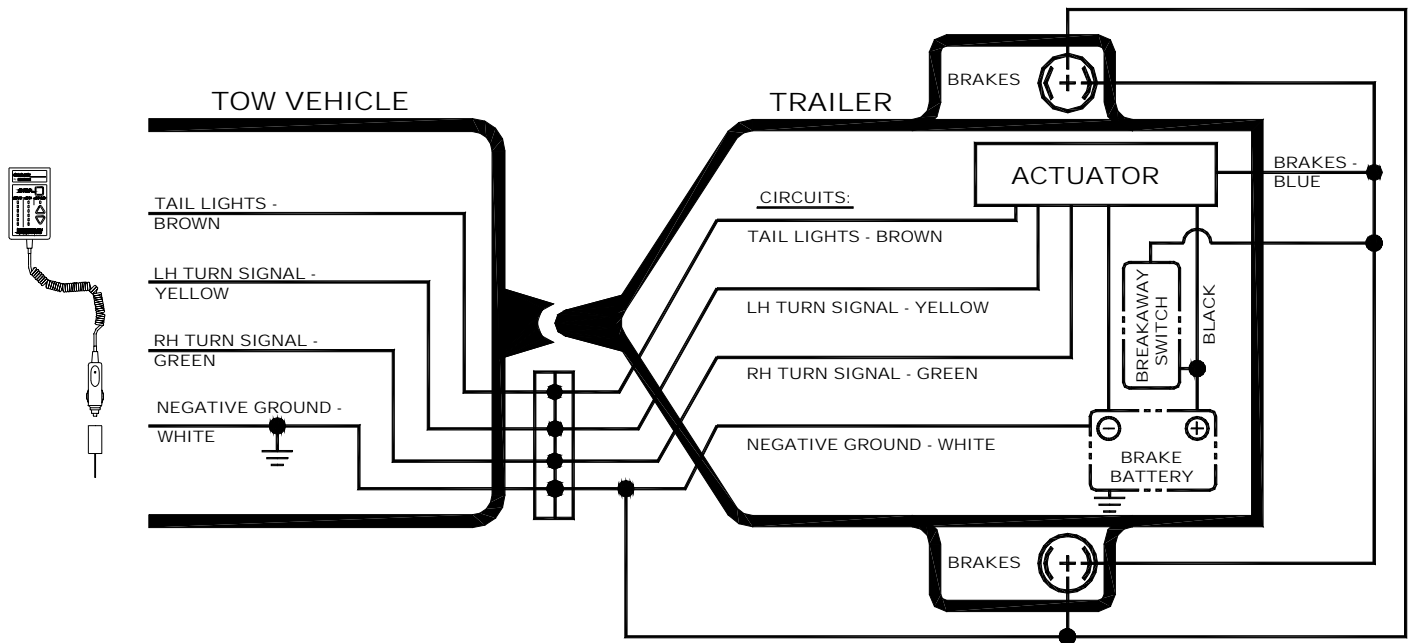 TOW VEHICLE
TAIL LIGHTS -
BROWN
LH TURN SIGNAL -
YELLOW
RH TURN SIGNAL -
GREEN
NEGATIVE GROUND -
WHITE
TRAILER
BRAKES
ACTUATOR
BRAKES -
BLUE
CIRCUITS:
TAIL LIGHTS - BROWN
LH TURN SIGNAL - YELLOW
RH TURN SIGNAL - GREEN
NEGATIVE GROUND - WHITE
BREAKAWAY
SWITCH
BLACK
BRAKE
BATTERY
BRAKES